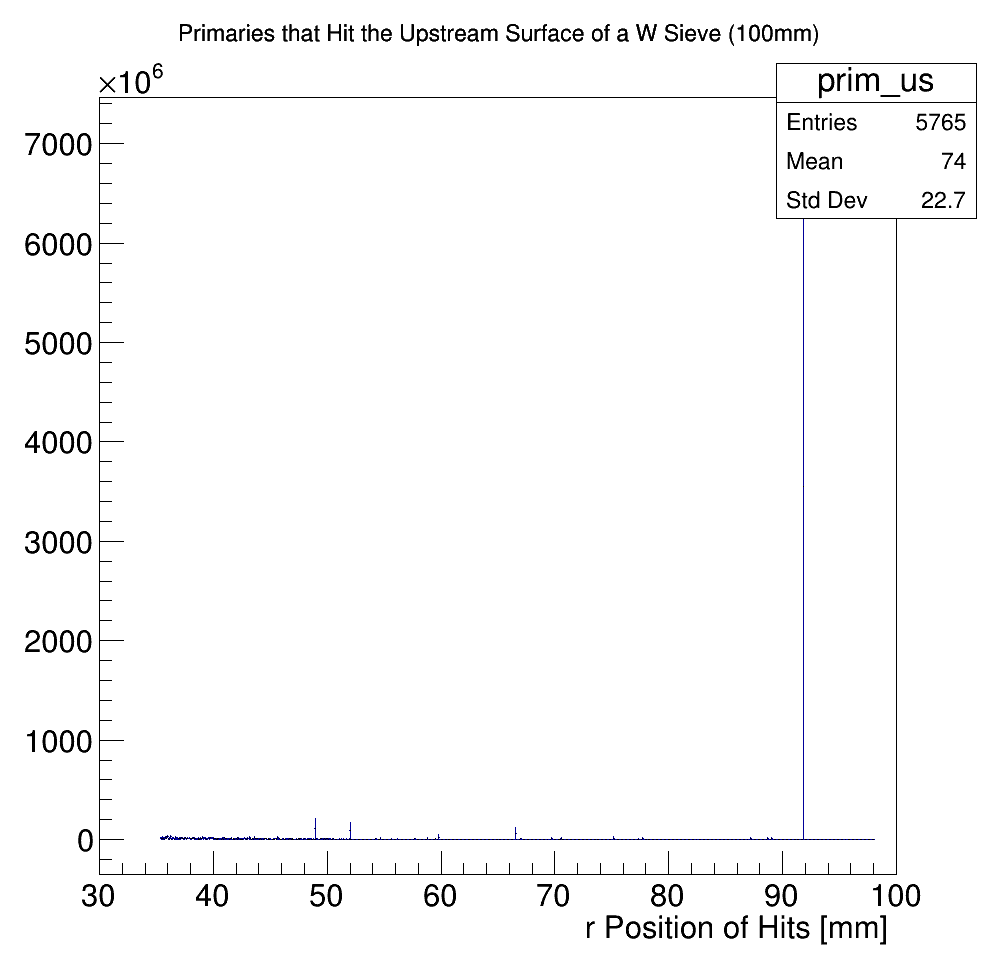 Primaries that Hit the Upstream Surface of a W Sieve (100mm)
×10⁶
prim_us
Entries 5765
Mean 74
Std Dev 22.7
7000
6000
5000
4000
3000
2000
1000
0
30 40 50 60 70 80 90 100
r Position of Hits [mm]